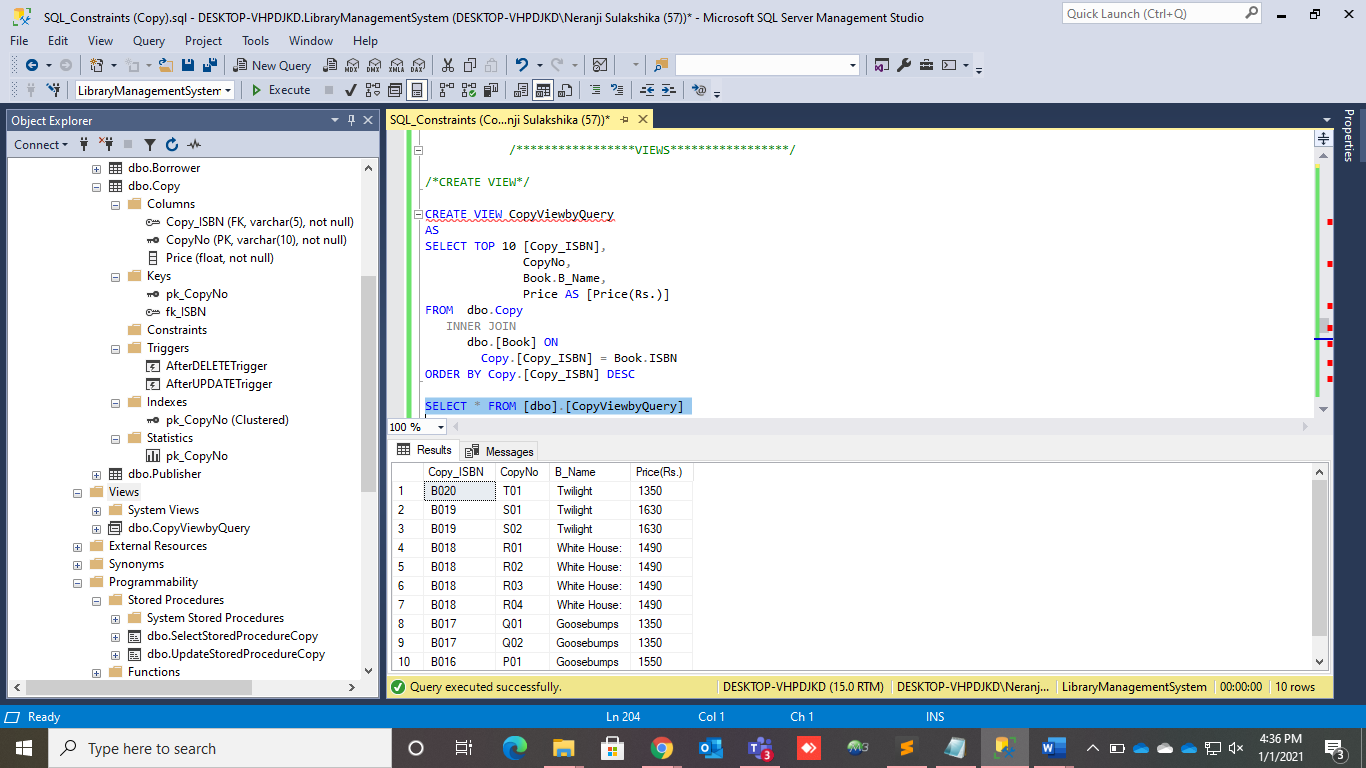 SQL_Constraints (Copy).sql - DESKTOP-VHPDJKD.LibraryManagementSystem (DESKTOP-VHPDJKD\Neranji Sulakshika (57))* - Microsoft SQL Server Management Studio
Quick Launch (Ctrl+Q)
File Edit View Query Project Tools Window Help
New Query MDX DMX XMLA DAX
LibraryManagementSystem Execute
Object Explorer
SQL_Constraints (Co...nji Sulakshika (57))*
Properties
Connect
dbo.Borrower
dbo.Copy
Columns
Copy_ISBN (FK, varchar(5), not null)
CopyNo (PK, varchar(10), not null)
Price (float, not null)
Keys
pk_CopyNo
fk_ISBN
Constraints
Triggers
AfterDELETETrigger
AfterUPDATETrigger
Indexes
pk_CopyNo (Clustered)
Statistics
pk_CopyNo
dbo.Publisher
Views
System Views
dbo.CopyViewbyQuery
External Resources
Synonyms
Programmability
Stored Procedures
System Stored Procedures
dbo.SelectStoredProcedureCopy
dbo.UpdateStoredProcedureCopy
Functions
/*****************VIEWS*****************/
/*CREATE VIEW*/
CREATE VIEW CopyViewbyQuery
AS
SELECT TOP 10 [Copy_ISBN],
CopyNo,
Book.B_Name,
Price AS [Price(Rs.)]
FROM dbo.Copy
INNER JOIN
dbo.[Book] ON
Copy.[Copy_ISBN] = Book.ISBN
ORDER BY Copy.[Copy_ISBN] DESC
SELECT * FROM [dbo].[CopyViewbyQuery]
100 %
Results Messages
Copy_ISBN CopyNo B_Name Price(Rs.)
1 B020 T01 Twilight 1350
2 B019 S01 Twilight 1630
3 B019 S02 Twilight 1630
4 B018 R01 White House: 1490
5 B018 R02 White House: 1490
6 B018 R03 White House: 1490
7 B018 R04 White House: 1490
8 B017 Q01 Goosebumps 1350
9 B017 Q02 Goosebumps 1350
10 B016 P01 Goosebumps 1550
Query executed successfully. DESKTOP-VHPDJKD (15.0 RTM) DESKTOP-VHPDJKD\Neranj... LibraryManagementSystem 00:00:00 10 rows
Ready Ln 204 Col 1 Ch 1 INS
Type here to search
3
4:36 PM
1/1/2021
3